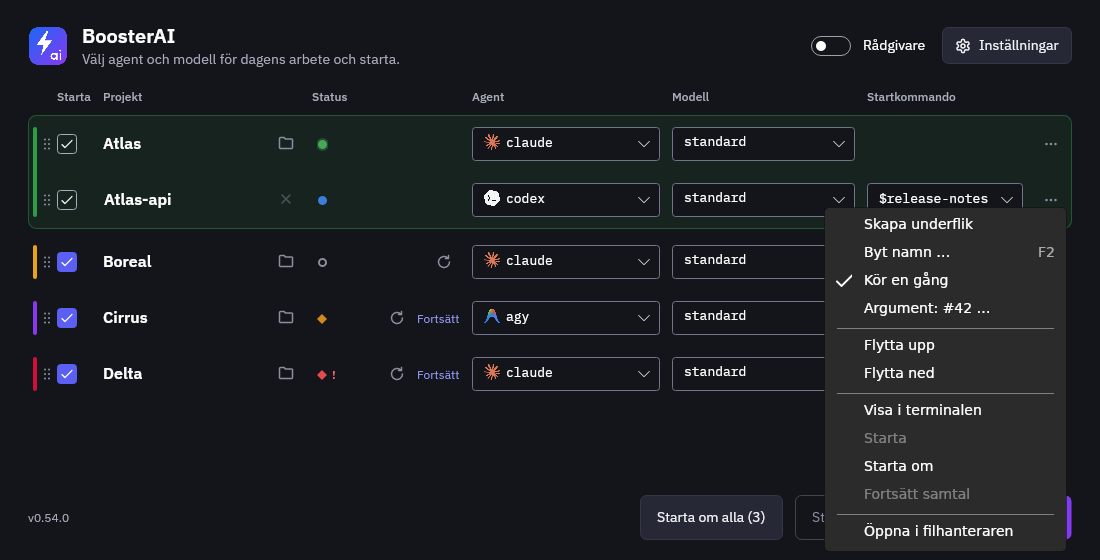 ai
BoosterAI
Välj agent och modell för dagens arbete och starta.
Rådgivare
Inställningar
Starta Projekt Status Agent Modell Startkommando
Atlas claude standard ...
Atlas-api codex standard $release-notes ...
Boreal claude standard
Cirrus Fortsätt agy standard
Delta ! Fortsätt claude standard
Skapa underflik
Byt namn ... F2
Kör en gång
Argument: #42 ...
Flytta upp
Flytta ned
Visa i terminalen
Starta
Starta om
Fortsätt samtal
Öppna i filhanteraren
v0.54.0
Starta om alla (3)